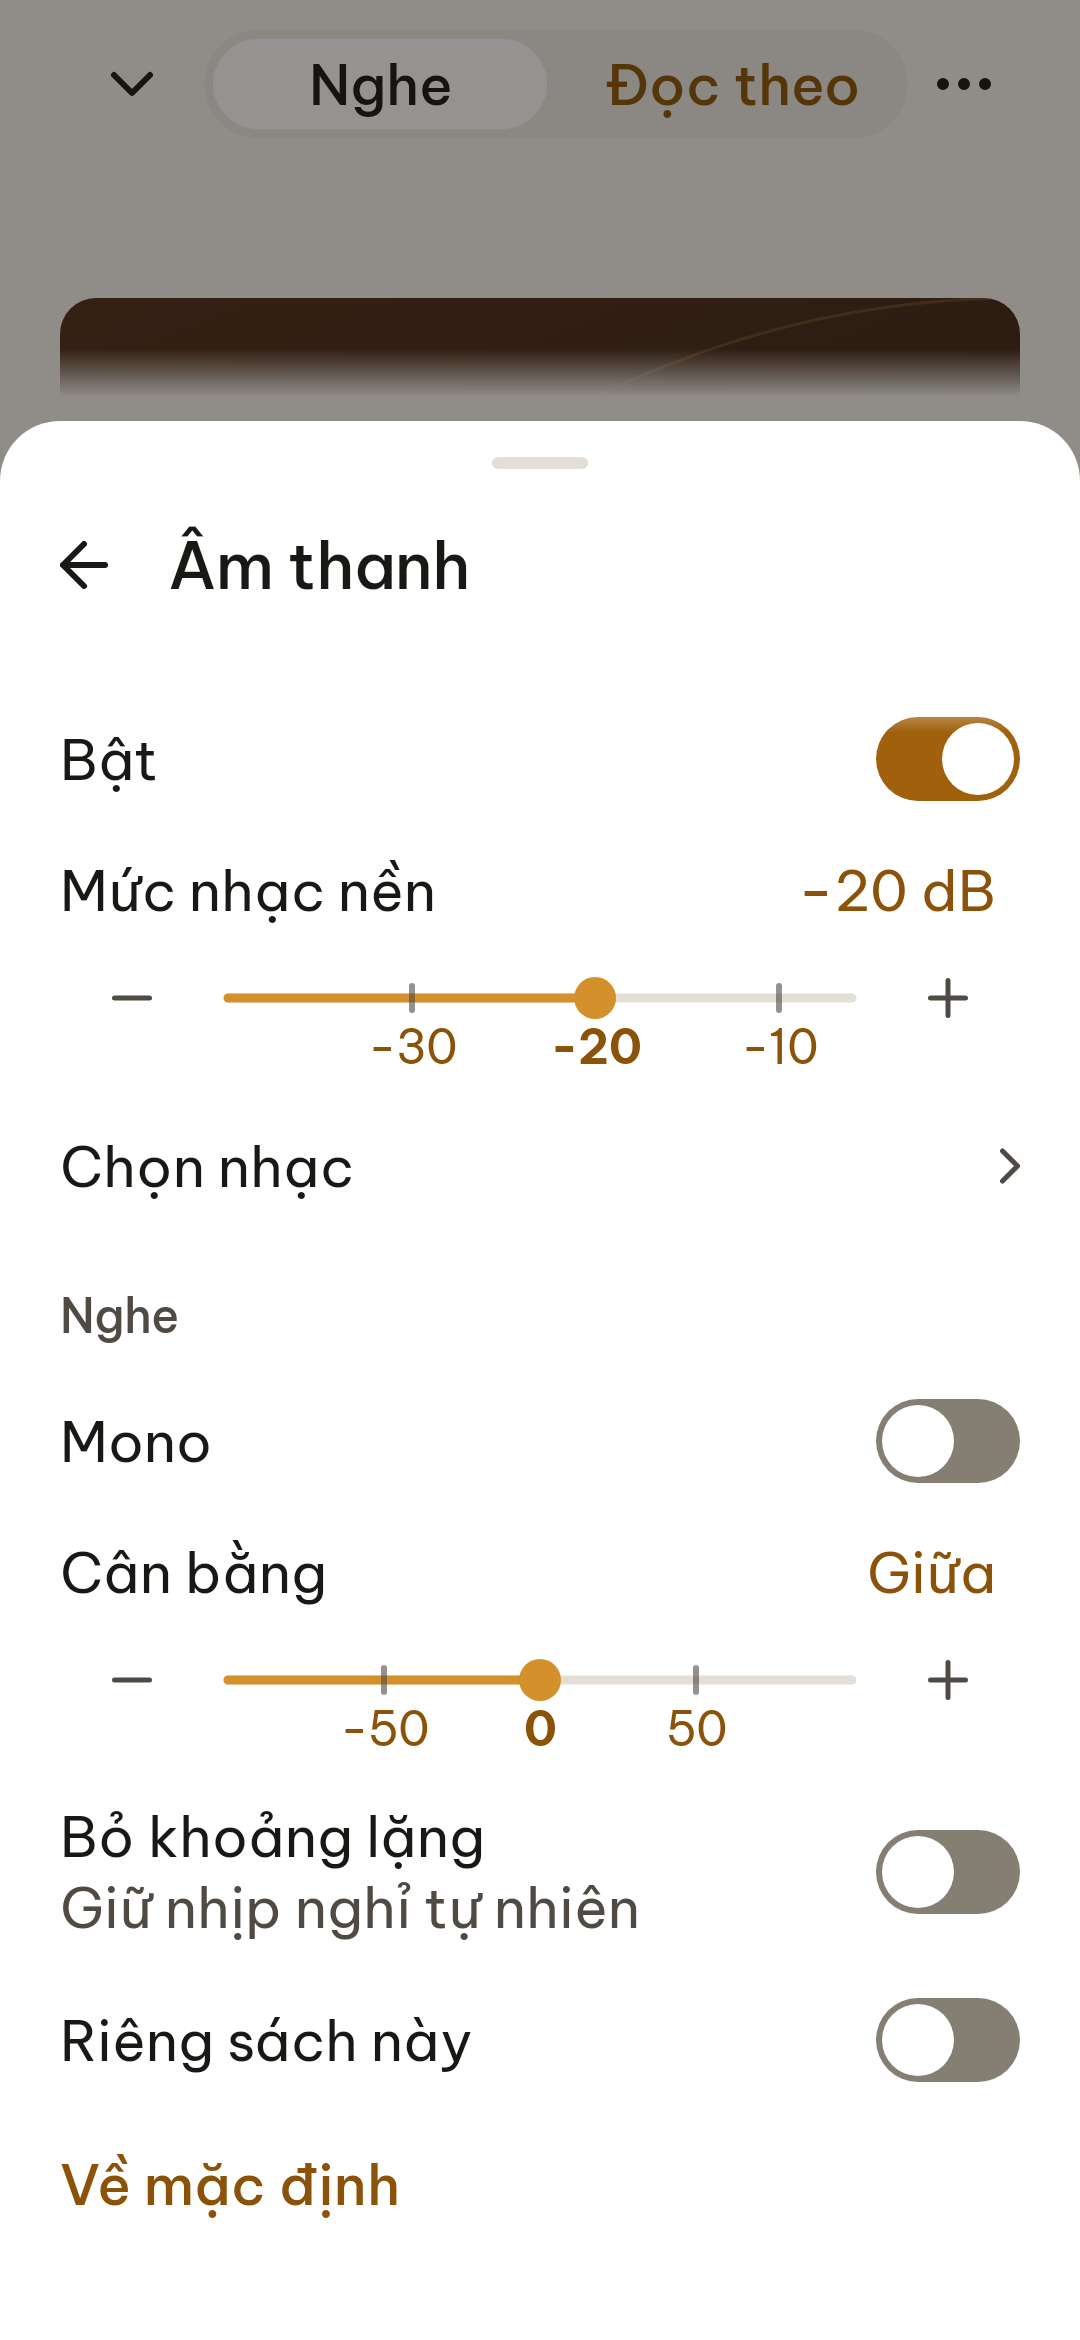 Nghe
Đọc theo
Âm thanh
Bật
Mức nhạc nền
-20 dB
-30
-20
-10
Chọn nhạc
Nghe
Mono
Cân bằng
Giữa
-50
0
50
Bỏ khoảng lặng
Giữ nhịp nghỉ tự nhiên
Riêng sách này
Về mặc định